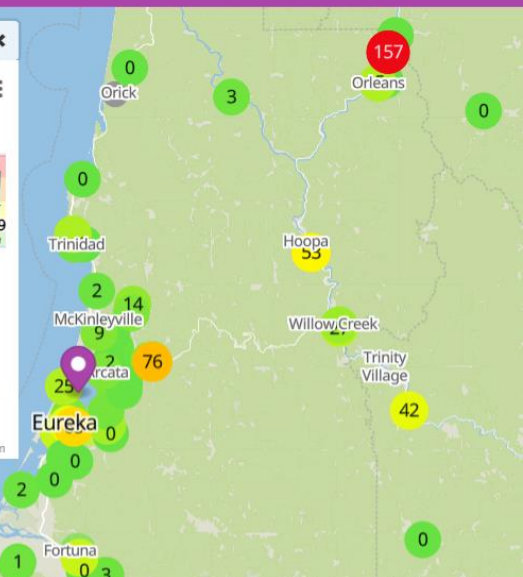 157
0
Orick
Orleans
3
0
0
9
Trinidad
Hoopa
53
2
14
McKinleyville
9
Willow Creek
2
76
Trinity
Village
Arcata
25
42
Eureka
0
0
0
2
0
Fortuna
1
0
3